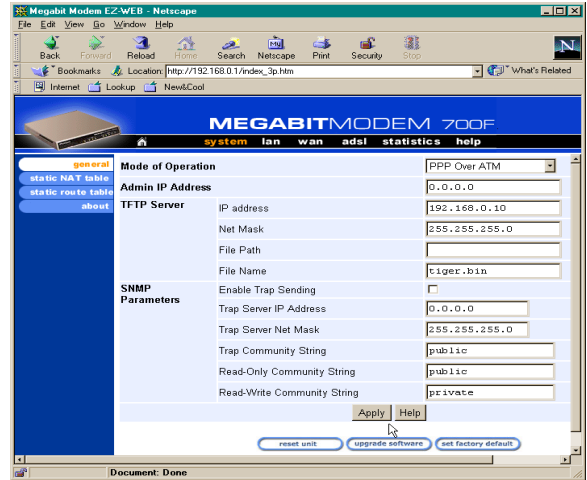 Megabit Modem EZ-WEB - Netscape
File Edit View Go Window Help
Back Forward Reload Home Search Netscape Print Security Stop
N
Bookmarks Location: http://192.168.0.1/index_3p.htm What's Related
Internet Lookup New&Cool
MEGABITMODEM 700F
system lan wan adsl statistics help
general
static NAT table
static route table
about
Mode of Operation PPP Over ATM
Admin IP Address 0.0.0.0
TFTP Server IP address 192.168.0.10
Net Mask 255.255.255.0
File Path
File Name tiger.bin
SNMP Parameters Enable Trap Sending
Trap Server IP Address 0.0.0.0
Trap Server Net Mask 255.255.255.0
Trap Community String public
Read-Only Community String public
Read-Write Community String private
Apply Help
reset unit upgrade software set factory default
Document: Done